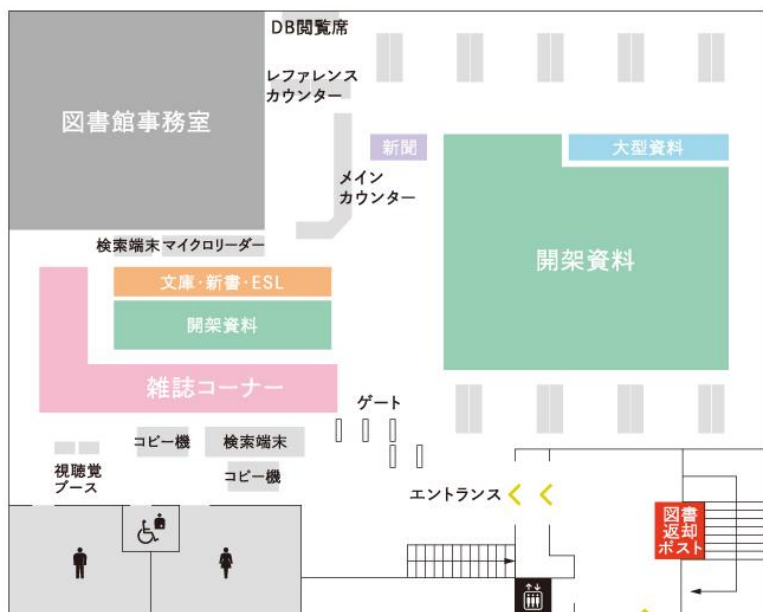 DB閲覧席
レファレンス
カウンター
図書館事務室
新聞
大型資料
メイン
カウンター
検索端末
マイクロリーダー
開架資料
文庫・新書・ESL
開架資料
雑誌コーナー
ゲート
コピー機
検索端末
視聴覚
ブース
コピー機
エントランス
図書
返却
ポスト